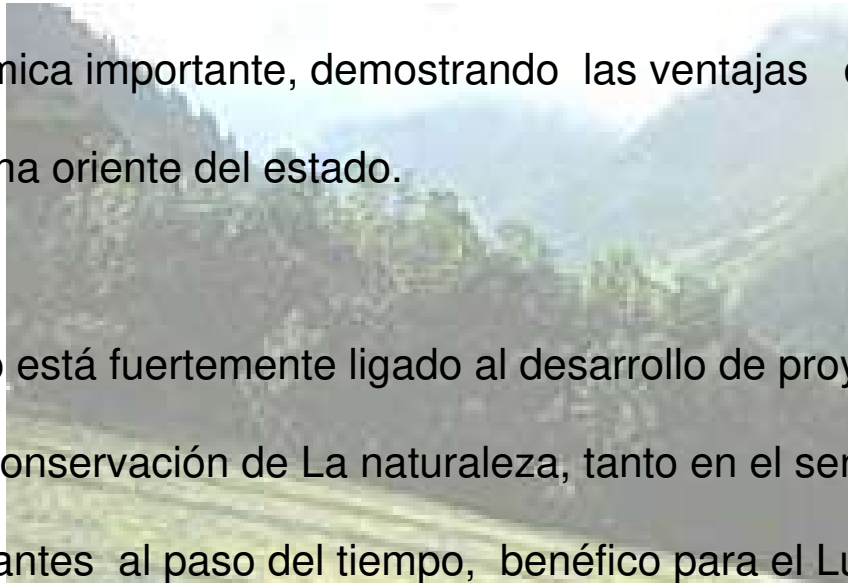 mica importante, demostrando las ventajas
na oriente del estado.
está fuertemente ligado al desarrollo de proy
onservación de La naturaleza, tanto en el sen
antes al paso del tiempo, benéfico para el Lu